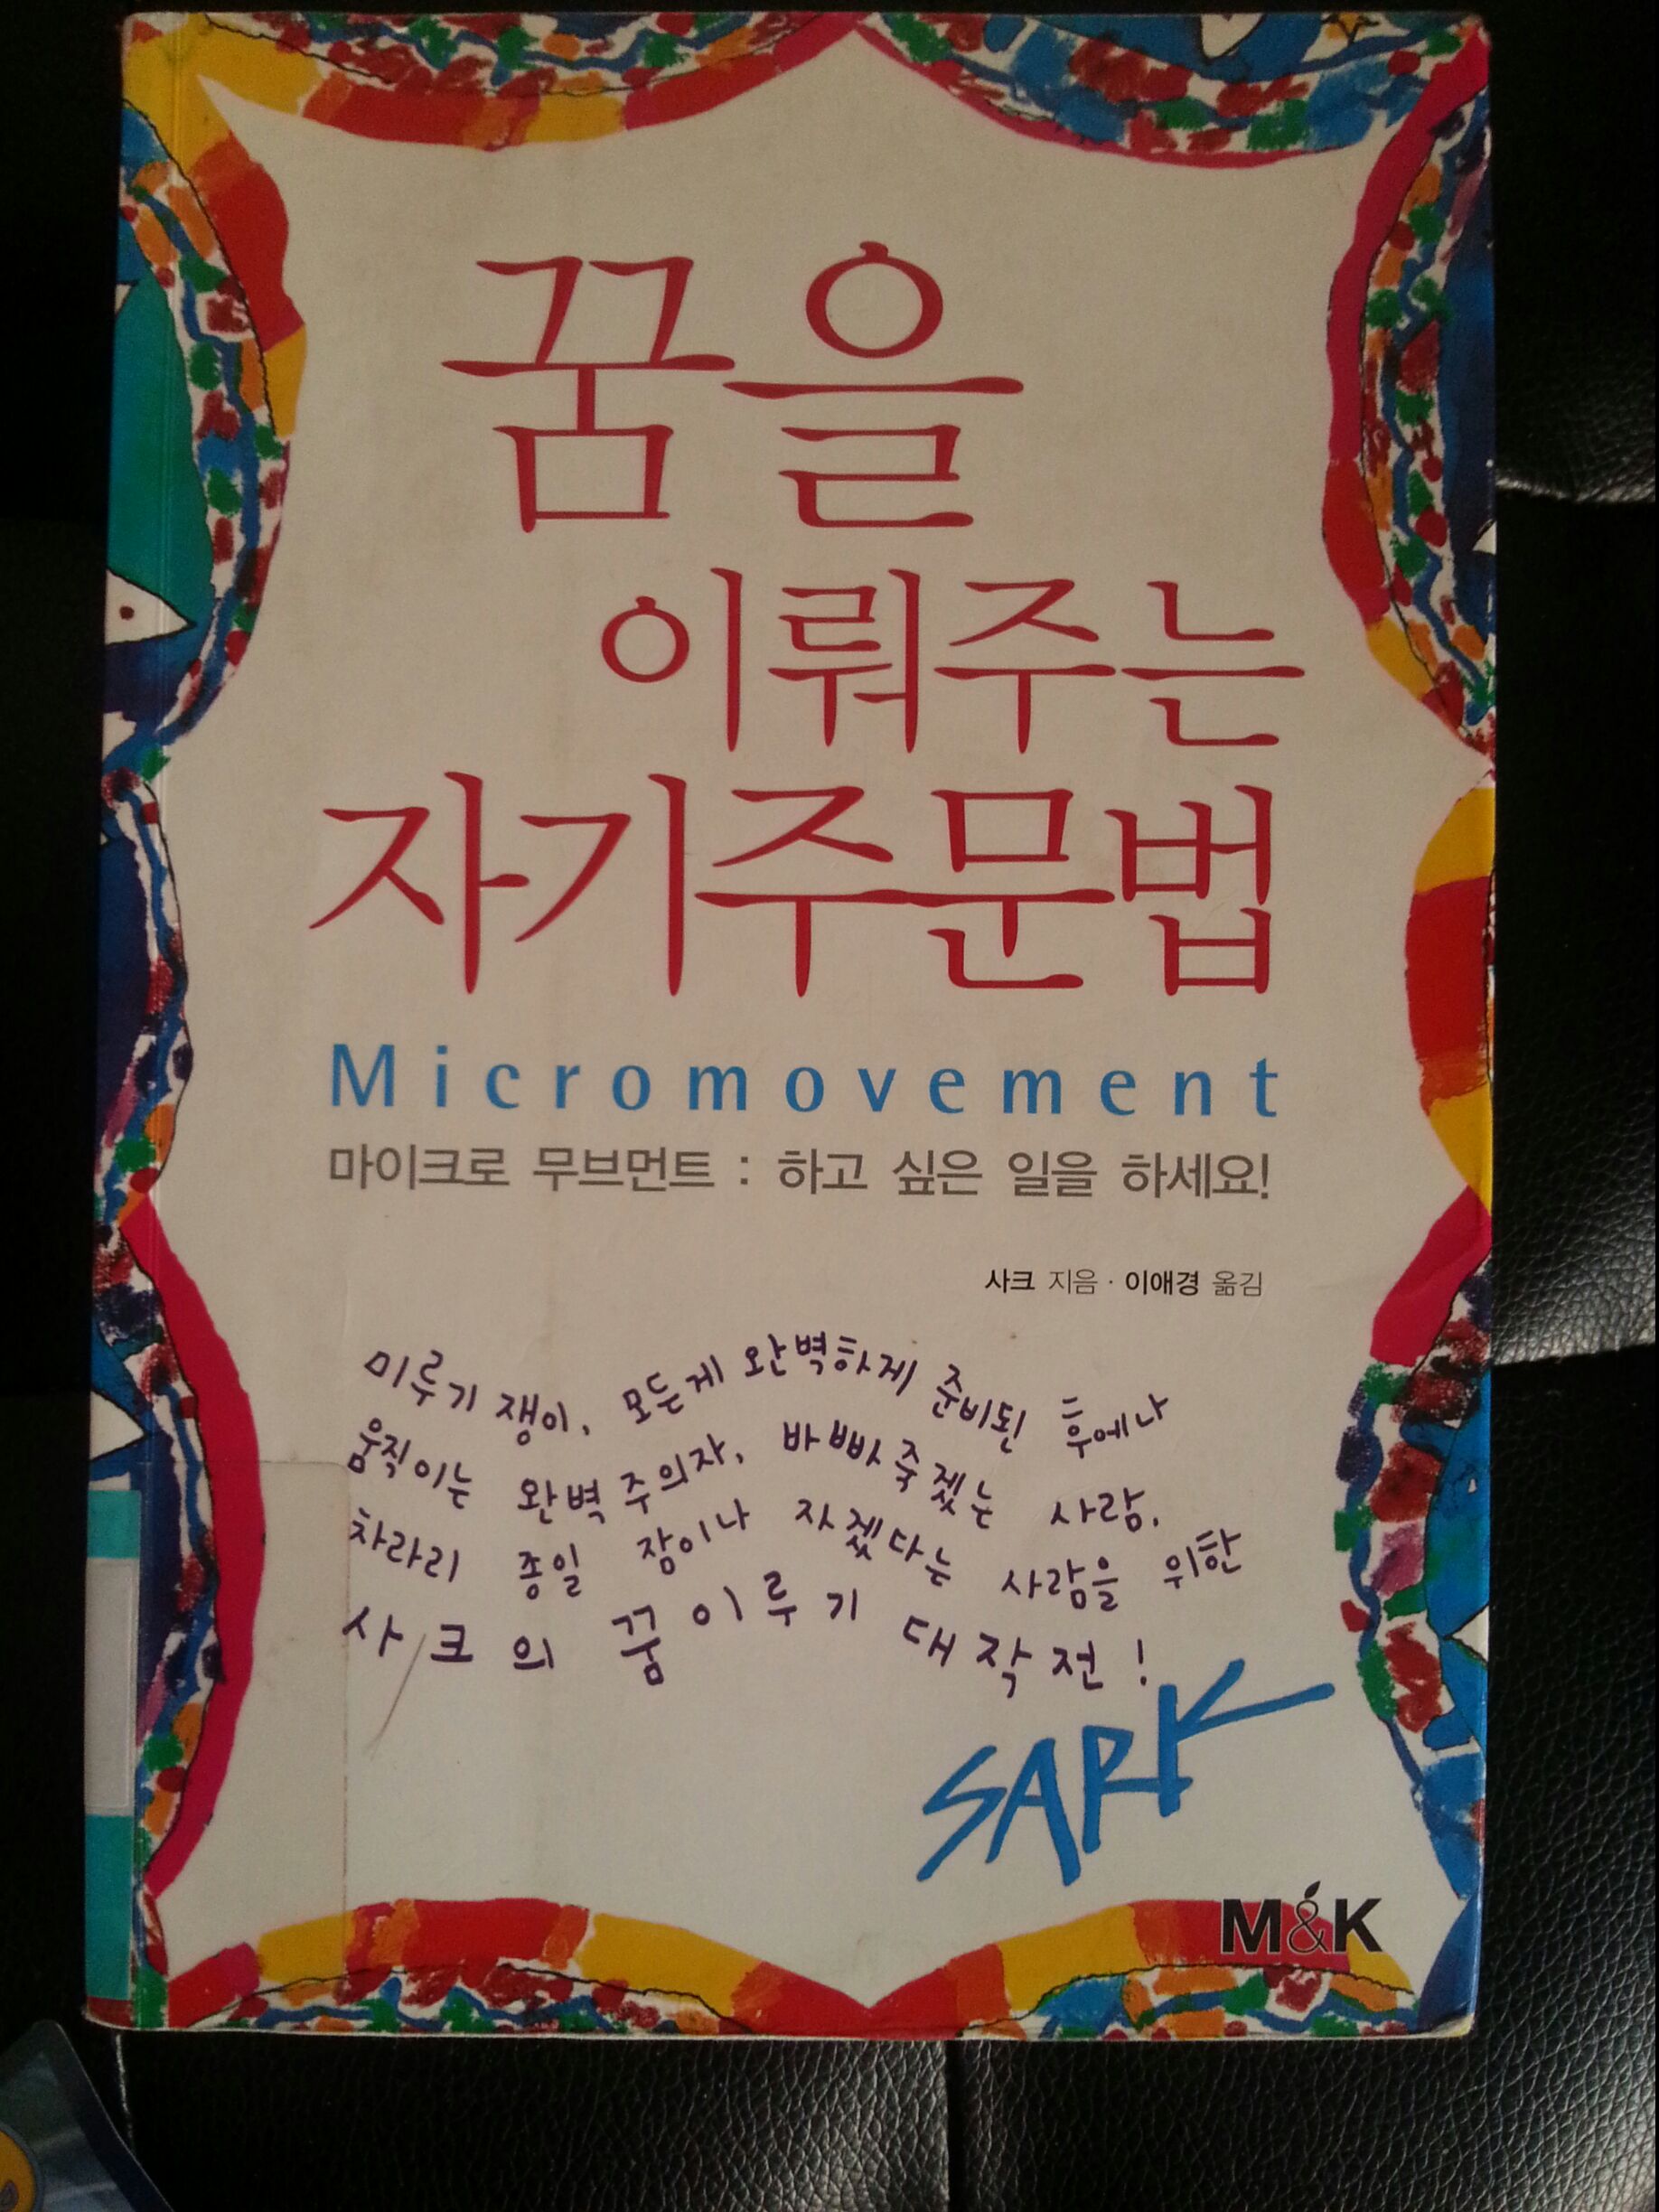 꿈을
이뤄주는
자기주문법
Micromovement
마이크로 무브먼트 : 하고 싶은 일을 하세요!
사크 지음 · 이애경 옮김
미루기 쟁이, 모든게 완벽하게 준비된 후에나
움직이는 완벽주의자, 바빠 죽겠는 사람,
차라리 종일 잠이나 자겠다는 사람을 위한
사크의 꿈이루기 대작전!
SARK
M&K